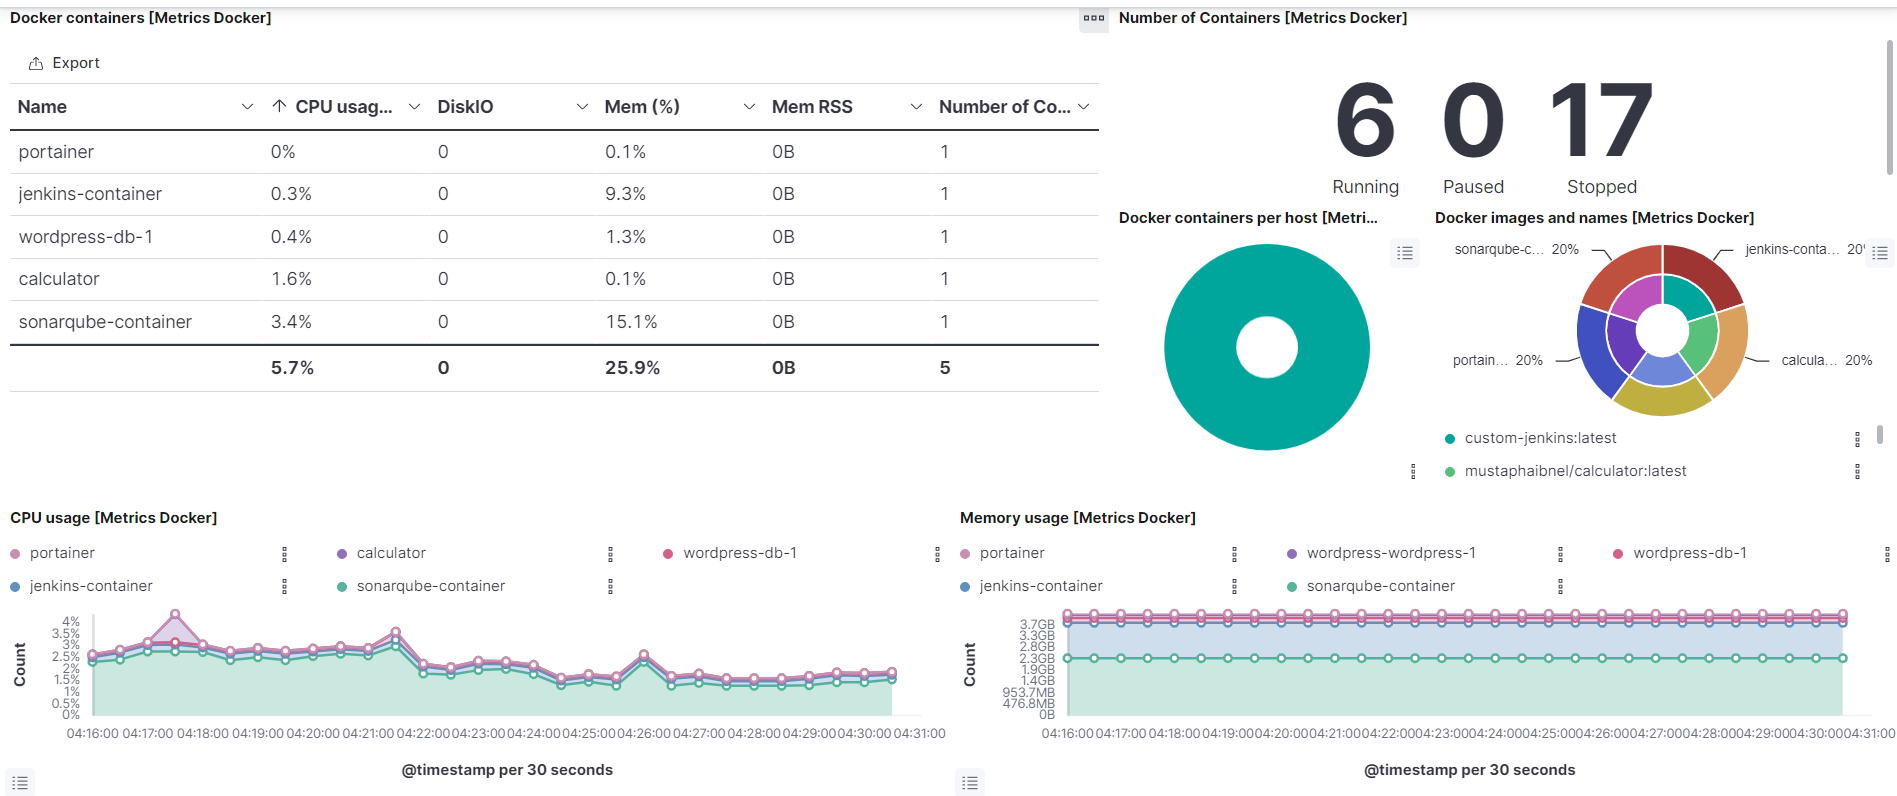 Docker containers [Metrics Docker]
Export
Name CPU usag... DiskIO Mem (%) Mem RSS Number of Co...
portainer 0% 0 0.1% 0B 1
jenkins-container 0.3% 0 9.3% 0B 1
wordpress-db-1 0.4% 0 1.3% 0B 1
calculator 1.6% 0 0.1% 0B 1
sonarqube-container 3.4% 0 15.1% 0B 1
5.7% 0 25.9% 0B 5
Number of Containers [Metrics Docker]
6 0 17
Running Paused Stopped
Docker containers per host [Metri...
Docker images and names [Metrics Docker]
sonarqube-c... 20% jenkins-conta... 20
portain... 20% calcula... 20%
custom-jenkins:latest
mustaphaibnel/calculator:latest
CPU usage [Metrics Docker]
portainer calculator wordpress-db-1
jenkins-container sonarqube-container
4%
3.5%
3%
2.5%
2%
1.5%
1%
0.5%
0%
Count
04:16:00 04:17:00 04:18:00 04:19:00 04:20:00 04:21:00 04:22:00 04:23:00 04:24:00 04:25:00 04:26:00 04:27:00 04:28:00 04:29:00 04:30:00 04:31:00
@timestamp per 30 seconds
Memory usage [Metrics Docker]
portainer wordpress-wordpress-1 wordpress-db-1
jenkins-container sonarqube-container
3.7GB
3.3GB
2.8GB
2.3GB
1.9GB
1.4GB
953.7MB
476.8MB
0B
Count
04:16:00 04:17:00 04:18:00 04:19:00 04:20:00 04:21:00 04:22:00 04:23:00 04:24:00 04:25:00 04:26:00 04:27:00 04:28:00 04:29:00 04:30:00 04:31:00
@timestamp per 30 seconds